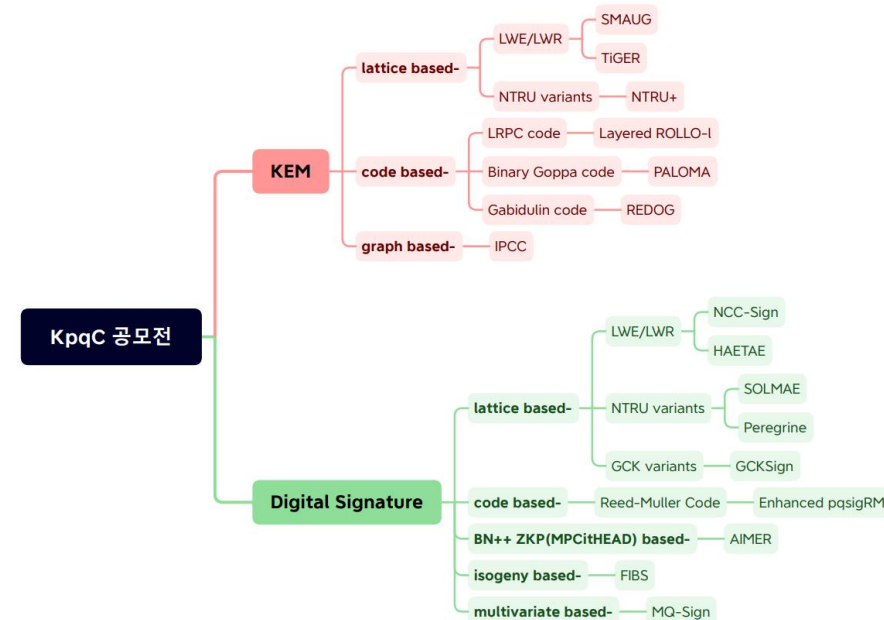 KpqC 공모전
KEM
lattice based-
LWE/LWR
SMAUG
TiGER
NTRU variants
NTRU+
code based-
LRPC code
Layered ROLLO-I
Binary Goppa code
PALOMA
Gabidulin code
REDOG
graph based-
IPCC
Digital Signature
lattice based-
LWE/LWR
NCC-Sign
HAETAE
NTRU variants
SOLMAE
Peregrine
GCK variants
GCKSign
code based-
Reed-Muller Code
Enhanced pqsigRM
BN++ ZKP(MPCitHEAD) based-
AIMER
isogeny based-
FIBS
multivariate based-
MQ-Sign